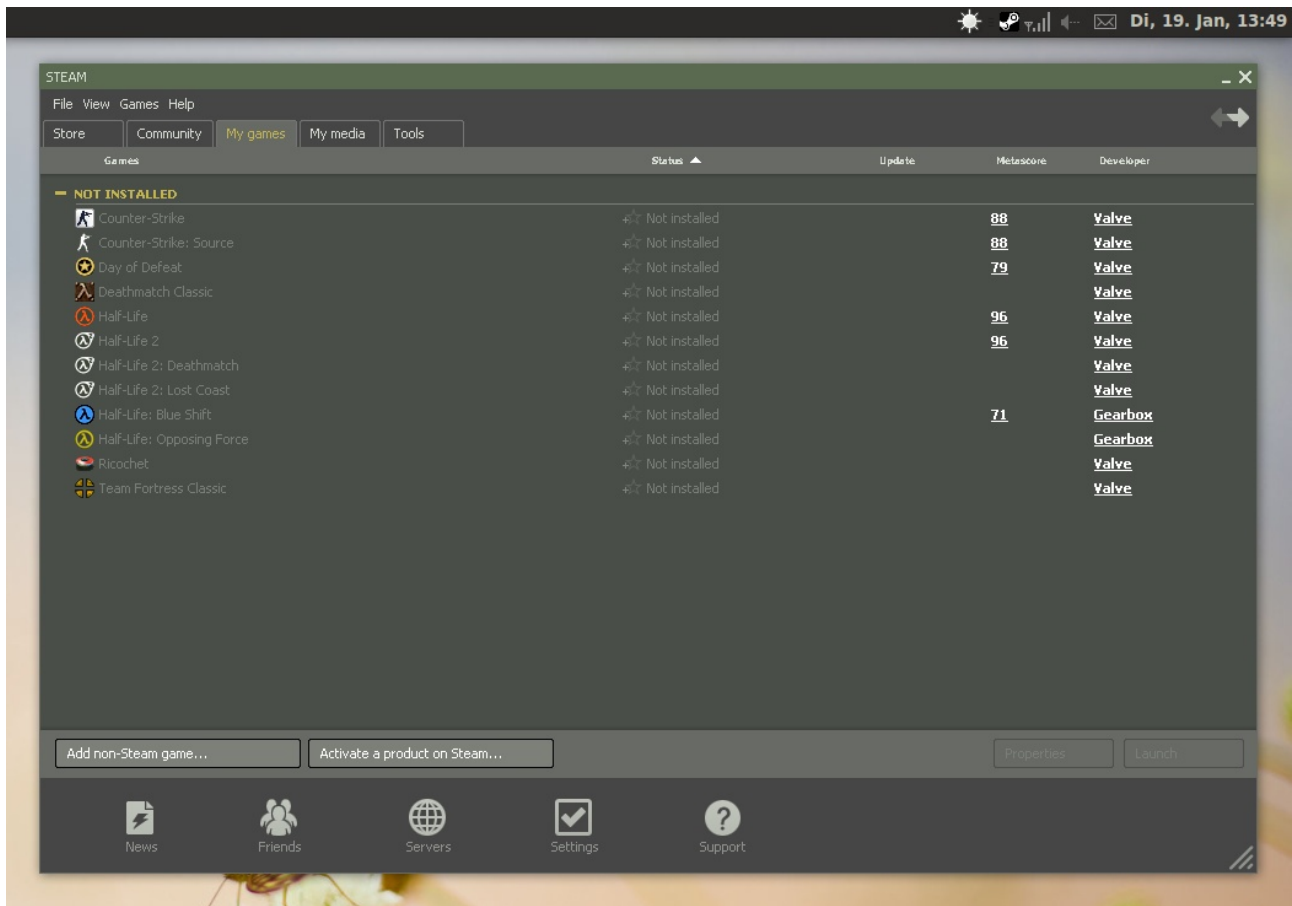 Di, 19. Jan, 13:49
STEAM
File View Games Help
Store Community My games My media Tools
Games Status Update Metascore Developer
NOT INSTALLED
Counter-Strike Not installed 88 Valve
Counter-Strike: Source Not installed 88 Valve
Day of Defeat Not installed 79 Valve
Deathmatch Classic Not installed Valve
Half-Life Not installed 96 Valve
Half-Life 2 Not installed 96 Valve
Half-Life 2: Deathmatch Not installed Valve
Half-Life 2: Lost Coast Not installed Valve
Half-Life: Blue Shift Not installed 71 Gearbox
Half-Life: Opposing Force Not installed Gearbox
Ricochet Not installed Valve
Team Fortress Classic Not installed Valve
Add non-Steam game... Activate a product on Steam... Properties Launch
News Friends Servers Settings Support